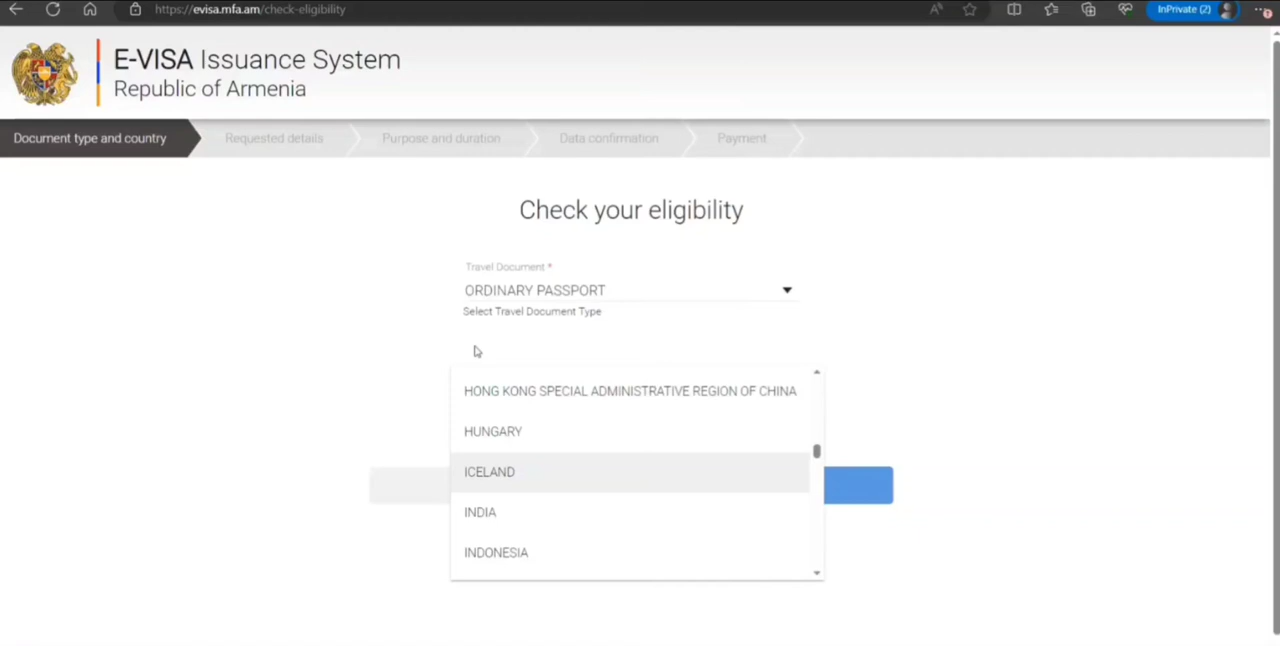 https://evisa.mfa.am/check-eligibility
InPrivate (2)
E-VISA Issuance System
Republic of Armenia
Document type and country
Requested details
Purpose and duration
Data confirmation
Payment
Check your eligibility
Travel Document *
ORDINARY PASSPORT
Select Travel Document Type
HONG KONG SPECIAL ADMINISTRATIVE REGION OF CHINA
HUNGARY
ICELAND
INDIA
INDONESIA